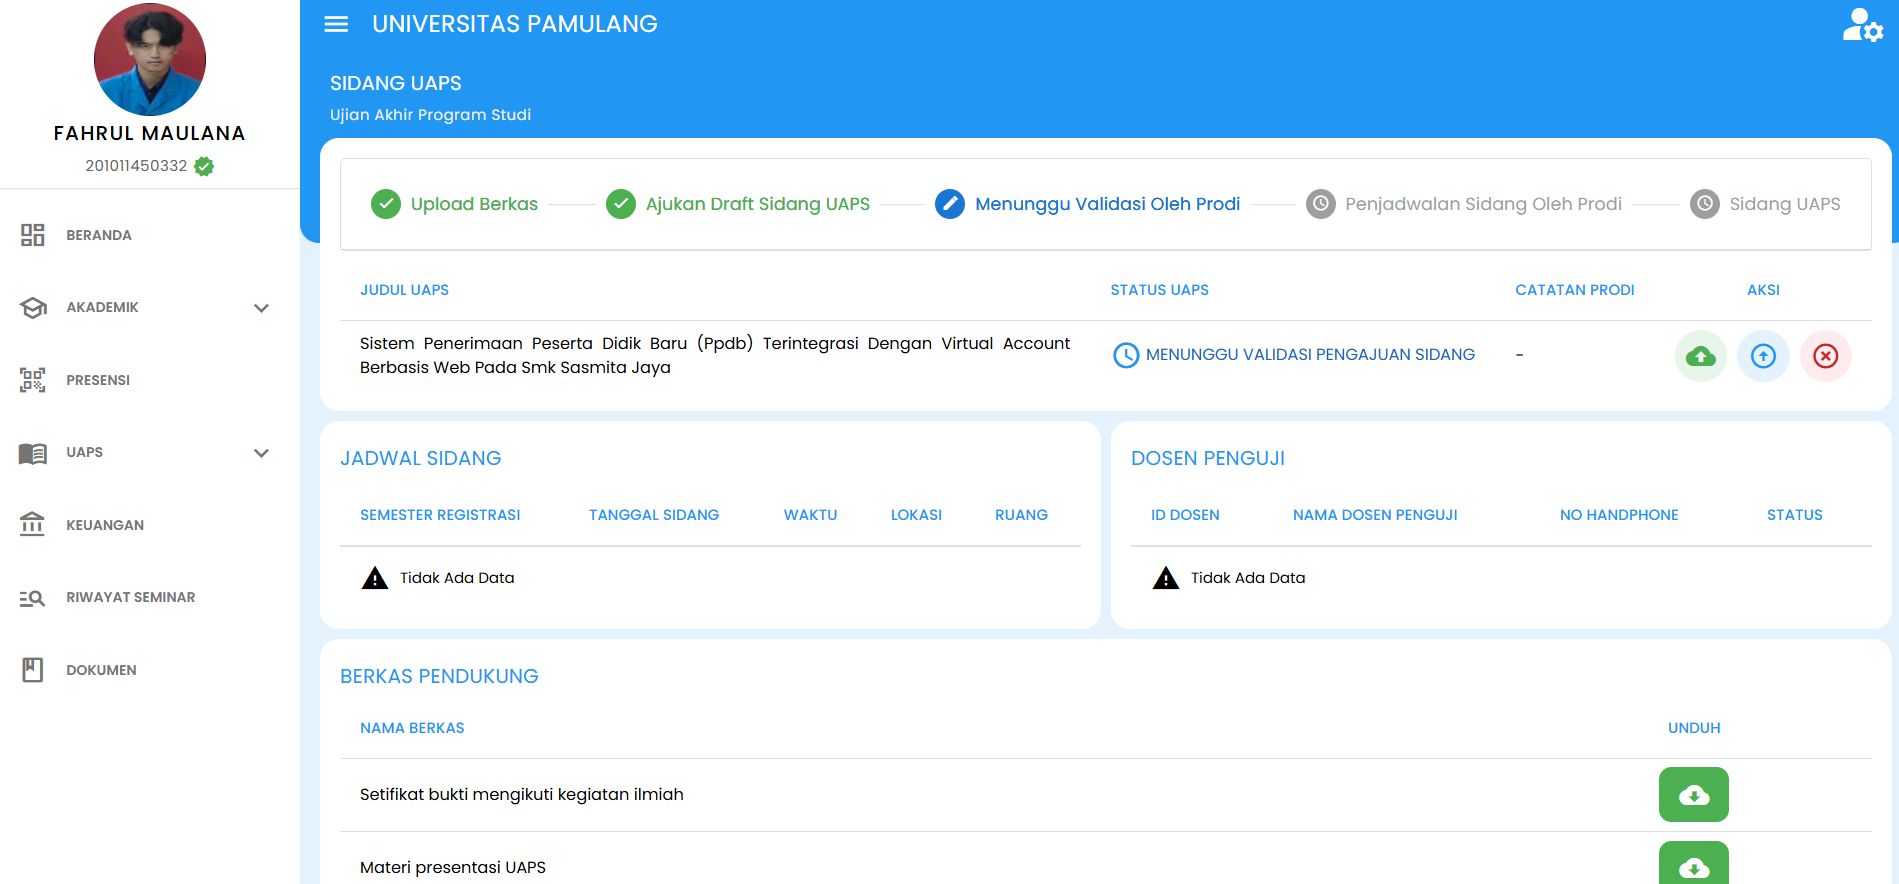 FAHRUL MAULANA
201011450332
BERANDA
AKADEMIK
PRESENSI
UAPS
KEUANGAN
RIWAYAT SEMINAR
DOKUMEN
UNIVERSITAS PAMULANG
SIDANG UAPS
Ujian Akhir Program Studi
Upload Berkas
Ajukan Draft Sidang UAPS
Menunggu Validasi Oleh Prodi
Penjadwalan Sidang Oleh Prodi
Sidang UAPS
JUDUL UAPS
STATUS UAPS
CATATAN PRODI
AKSI
Sistem Penerimaan Peserta Didik Baru (Ppdb) Terintegrasi Dengan Virtual Account
Berbasis Web Pada Smk Sasmita Jaya
MENUNGGU VALIDASI PENGAJUAN SIDANG
-
JADWAL SIDANG
SEMESTER REGISTRASI
TANGGAL SIDANG
WAKTU
LOKASI
RUANG
Tidak Ada Data
DOSEN PENGUJI
ID DOSEN
NAMA DOSEN PENGUJI
NO HANDPHONE
STATUS
Tidak Ada Data
BERKAS PENDUKUNG
NAMA BERKAS
UNDUH
Setifikat bukti mengikuti kegiatan ilmiah
Materi presentasi UAPS